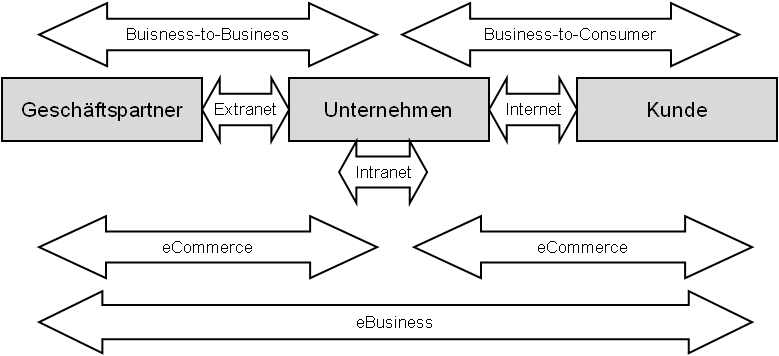 Buisness-to-Business
Business-to-Consumer
Geschäftspartner
Extranet
Unternehmen
Internet
Kunde
Intranet
eCommerce
eCommerce
eBusiness